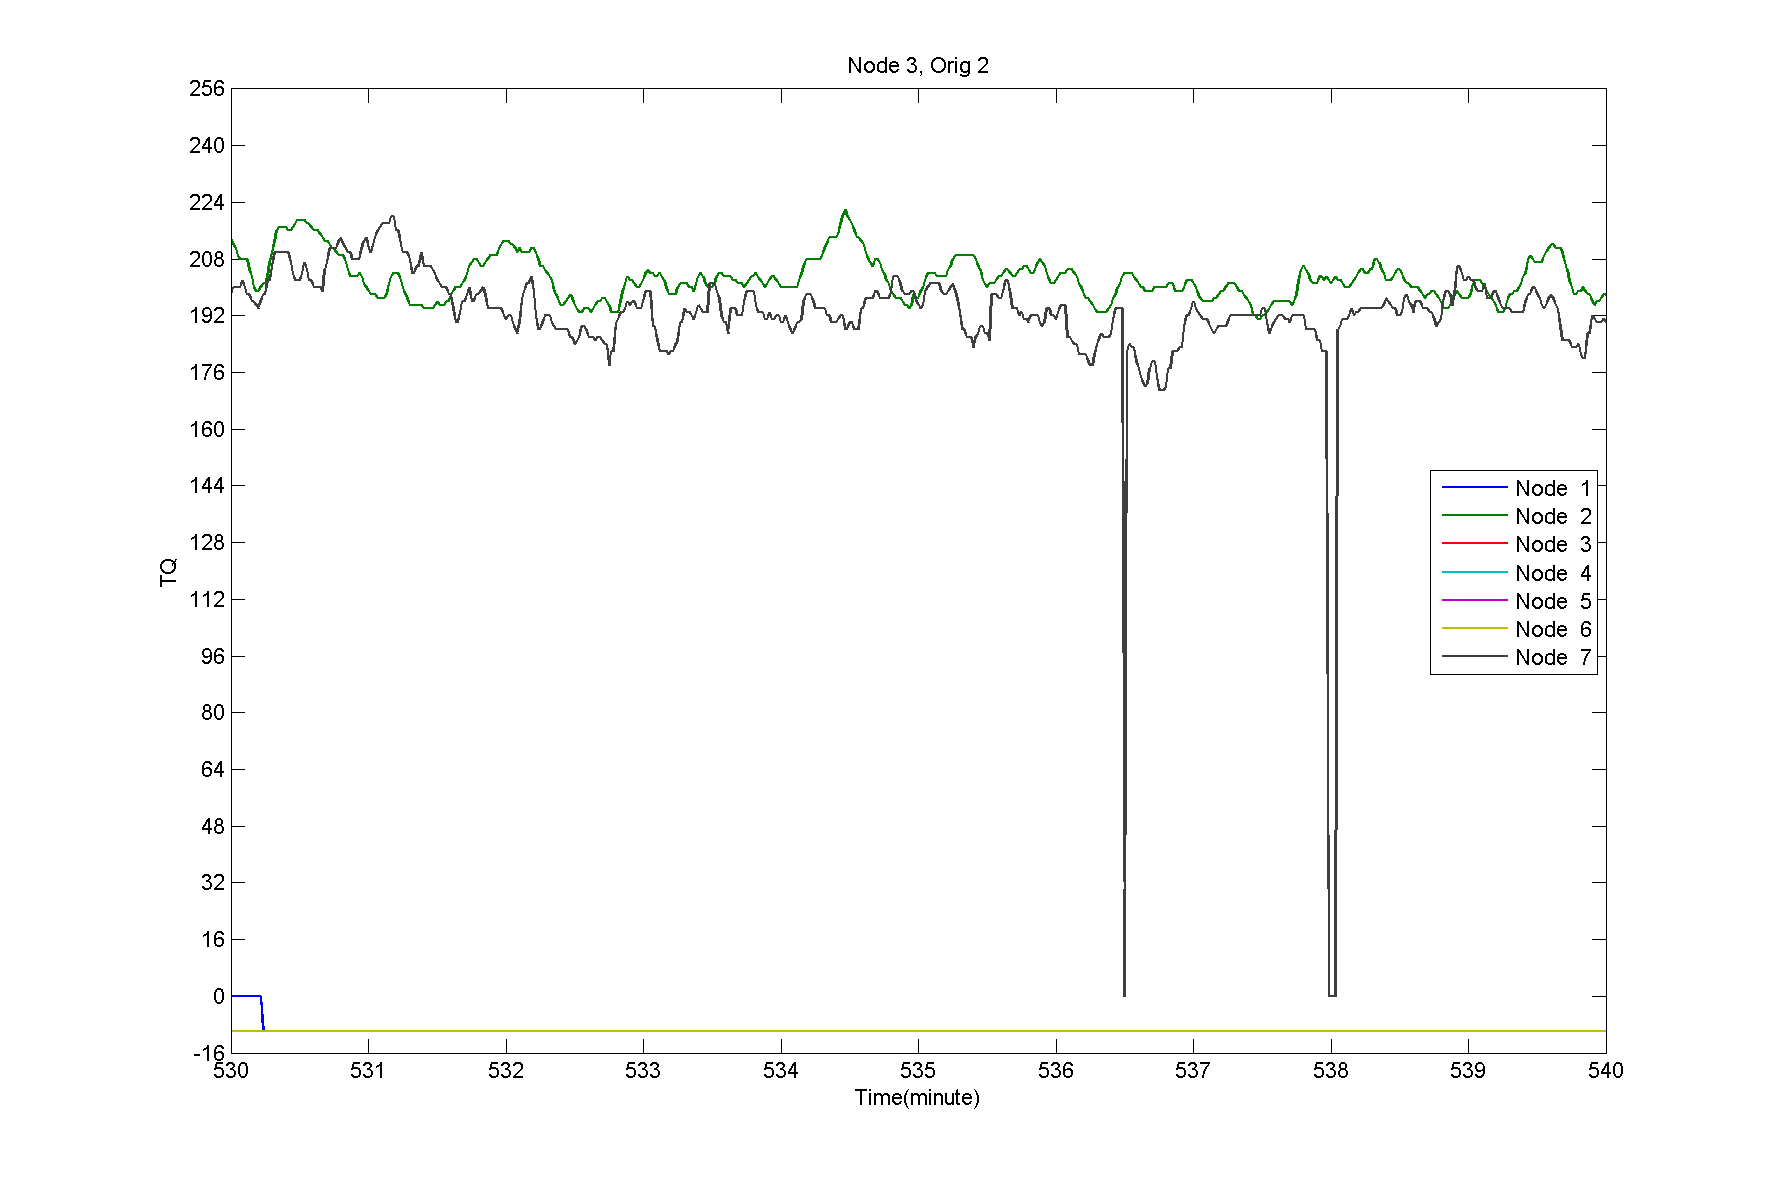 Node 3, Orig 2
256
240
224
208
192
176
160
144
128
112
96
80
64
48
32
16
0
-16
TQ
Node 1
Node 2
Node 3
Node 4
Node 5
Node 6
Node 7
530 531 532 533 534 535 536 537 538 539 540
Time(minute)